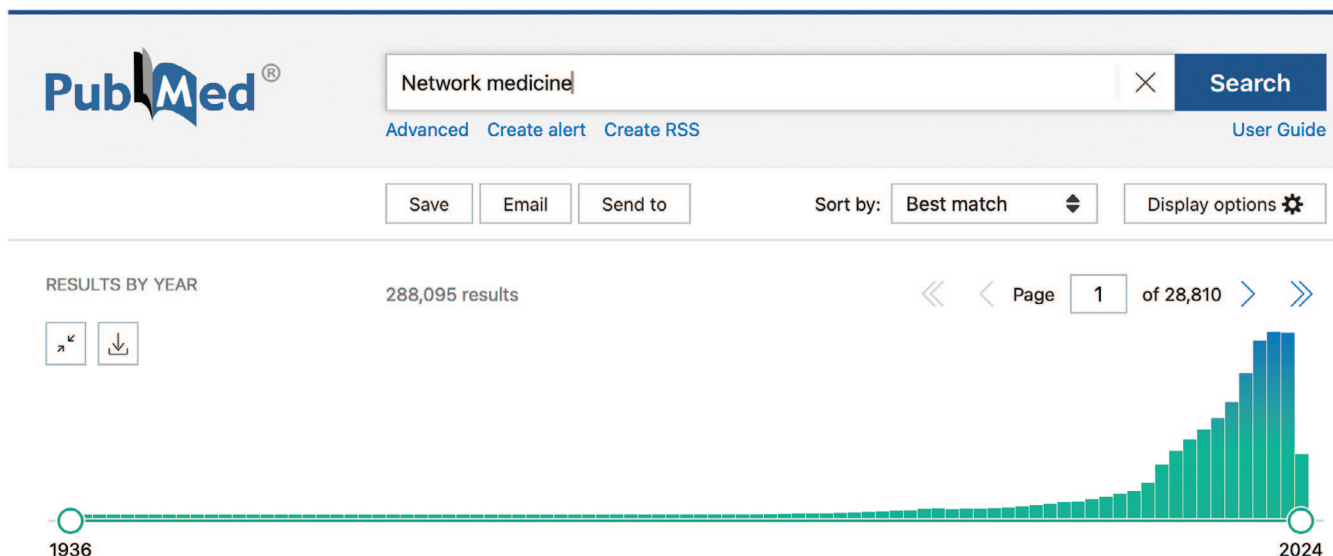 PubMed®
Network medicine
Search
Advanced Create alert Create RSS
User Guide
Save Email Send to
Sort by: Best match
Display options
RESULTS BY YEAR
288,095 results
Page 1 of 28,810
1936
2024